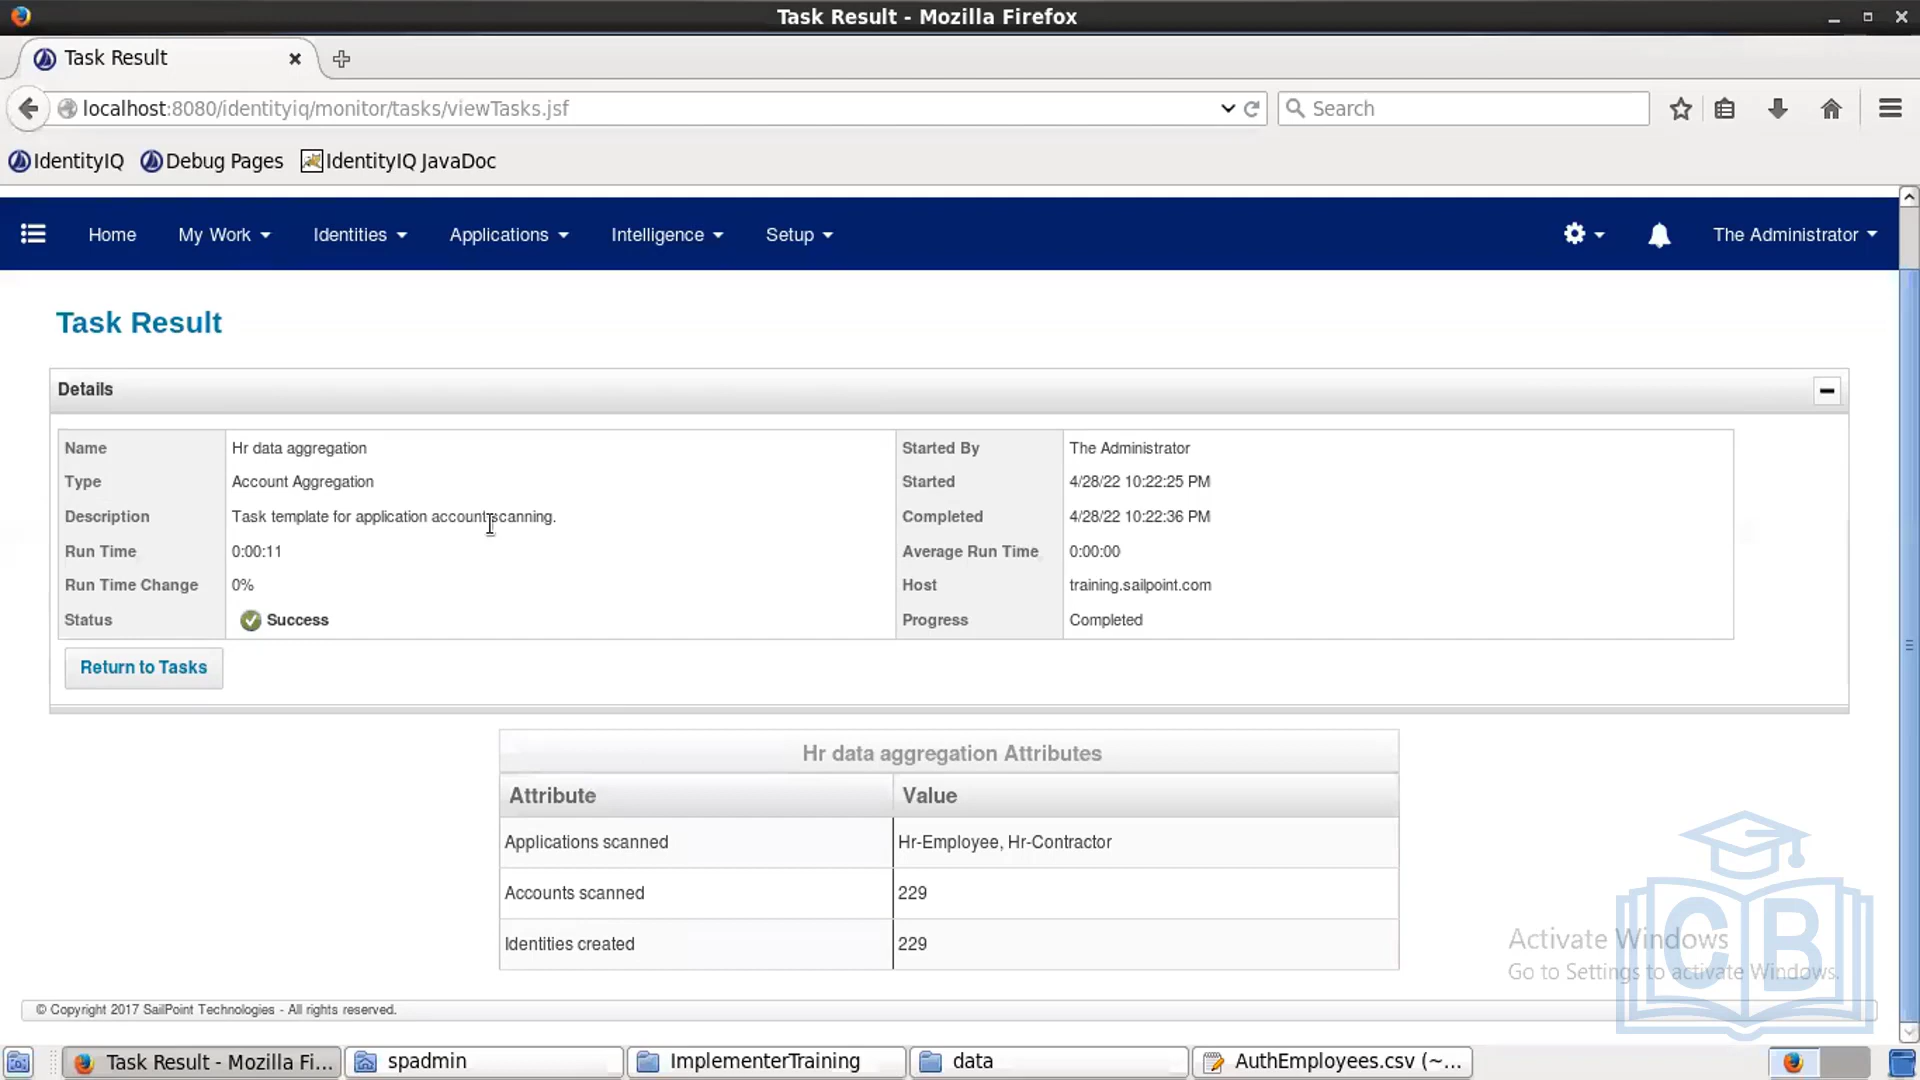 Task Result - Mozilla Firefox
Task Result
localhost:8080/identityiq/monitor/tasks/viewTasks.jsf
Search
IdentityIQ Debug Pages IdentityIQ JavaDoc
Home My Work Identities Applications Intelligence Setup The Administrator
Task Result
Details
Name Hr data aggregation Started By The Administrator
Type Account Aggregation Started 4/28/22 10:22:25 PM
Description Task template for application account scanning. Completed 4/28/22 10:22:36 PM
Run Time 0:00:11 Average Run Time 0:00:00
Run Time Change 0% Host training.sailpoint.com
Status Success Progress Completed
Return to Tasks
Hr data aggregation Attributes
Attribute Value
Applications scanned Hr-Employee, Hr-Contractor
Accounts scanned 229
Identities created 229
CB
Activate Windows
Go to Settings to activate Windows.
© Copyright 2017 SailPoint Technologies - All rights reserved.
Task Result - Mozilla Fi... spadmin ImplementerTraining data AuthEmployees.csv (~...